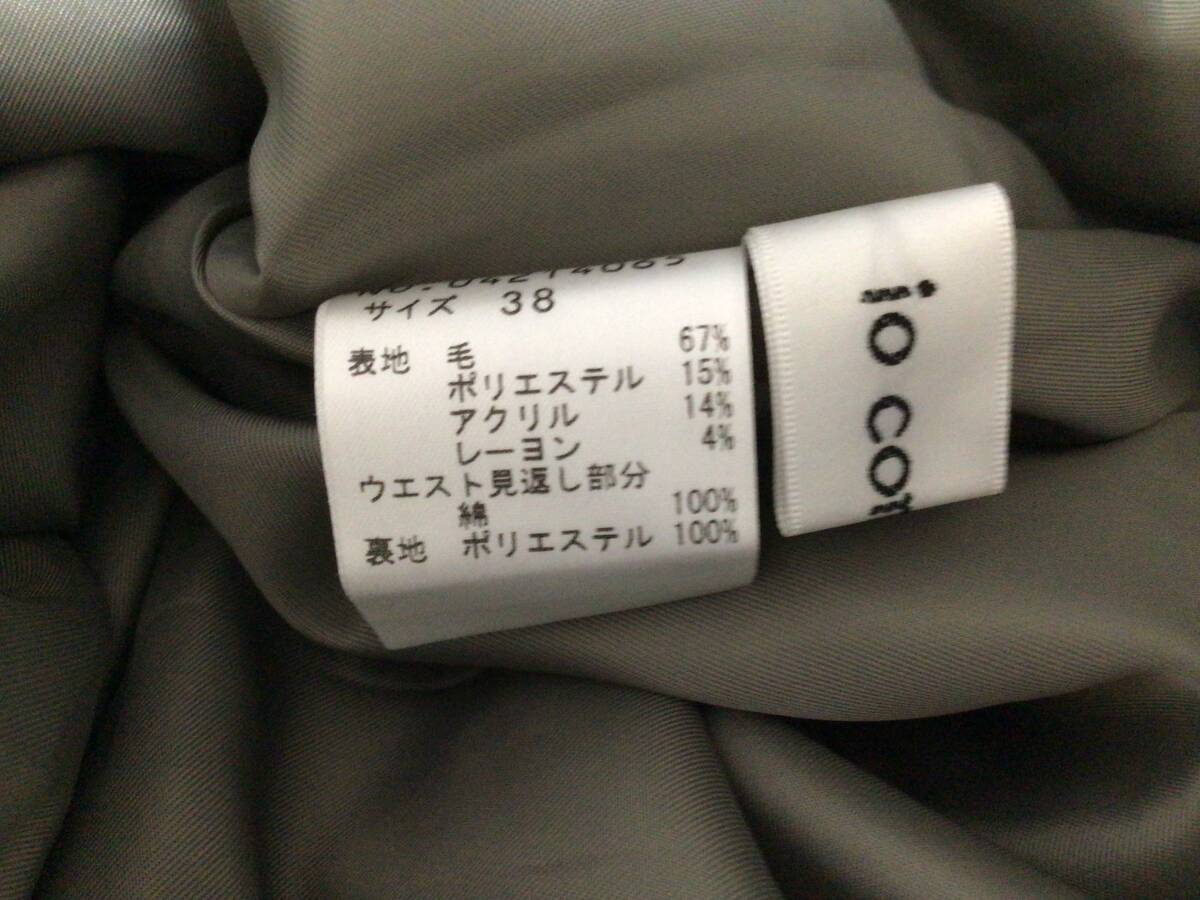 サイズ 38
表地 毛 67%
ポリエステル 15%
アクリル 14%
レーヨン 4%
ウエスト見返し部分
綿 100%
裏地 ポリエステル 100%
io com